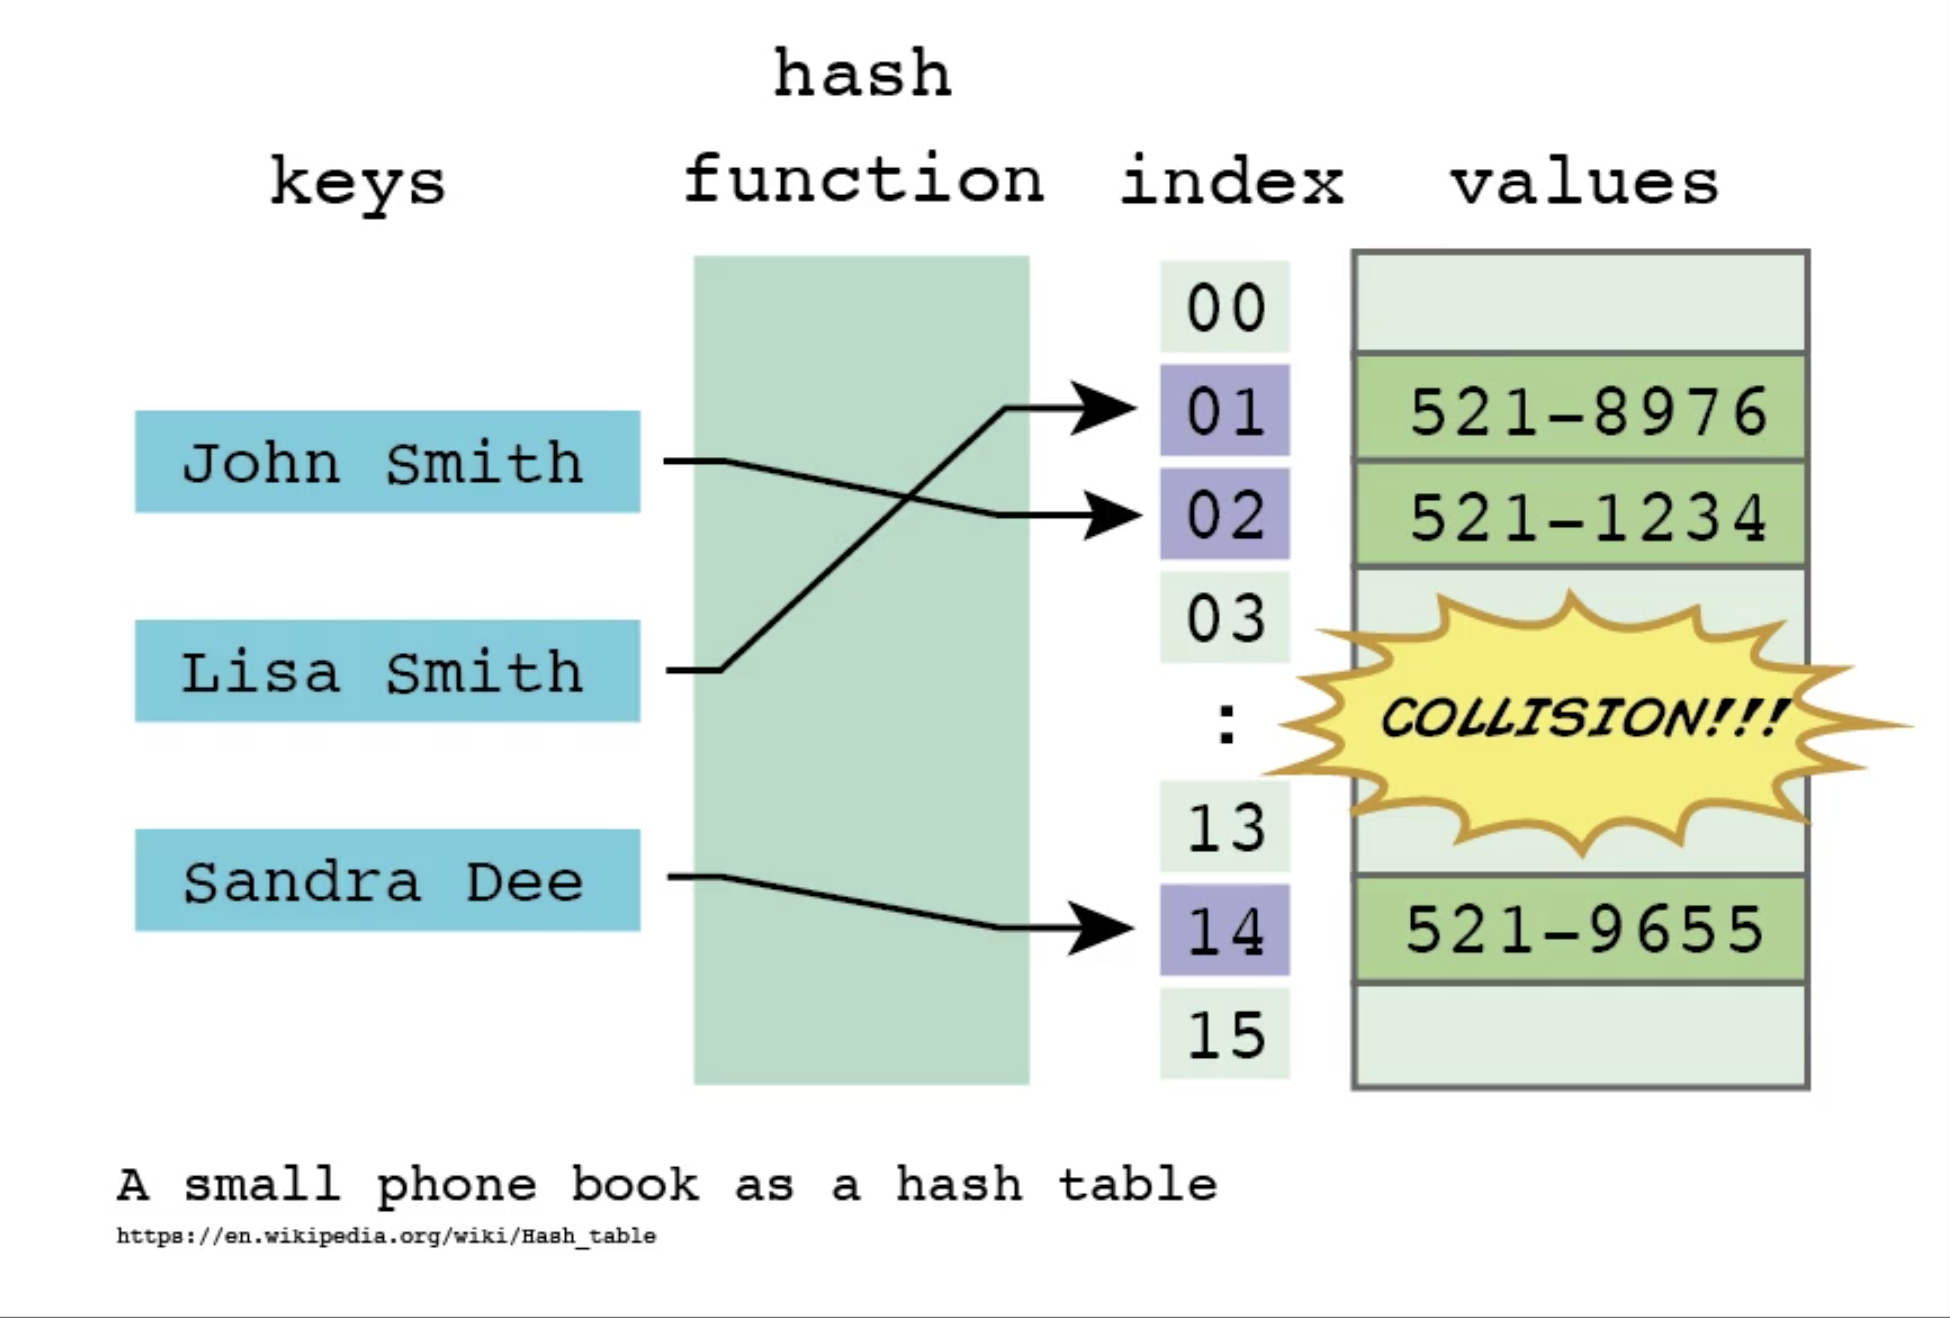 hash
keys function index values
00
01 521-8976
John Smith
02 521-1234
03
Lisa Smith
: COLLISION!!!
13
Sandra Dee
14 521-9655
15
A small phone book as a hash table
https://en.wikipedia.org/wiki/Hash_table